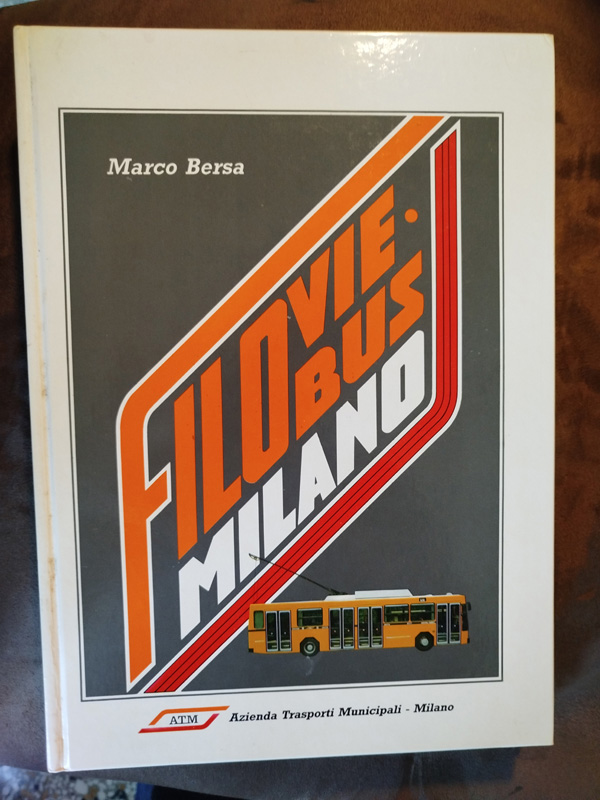 Marco Bersa
FILOVIE.
BUS
MILANO
ATM
Azienda Trasporti Municipali - Milano